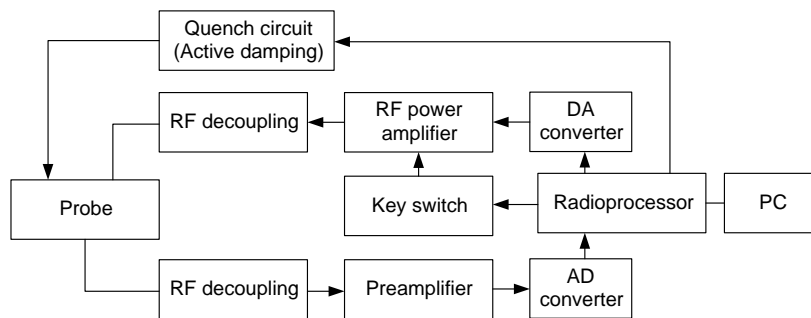 Quench circuit
(Active damping)
RF decoupling
RF power
amplifier
DA
converter
Probe
Key switch
Radioprocessor
PC
RF decoupling
Preamplifier
AD
converter